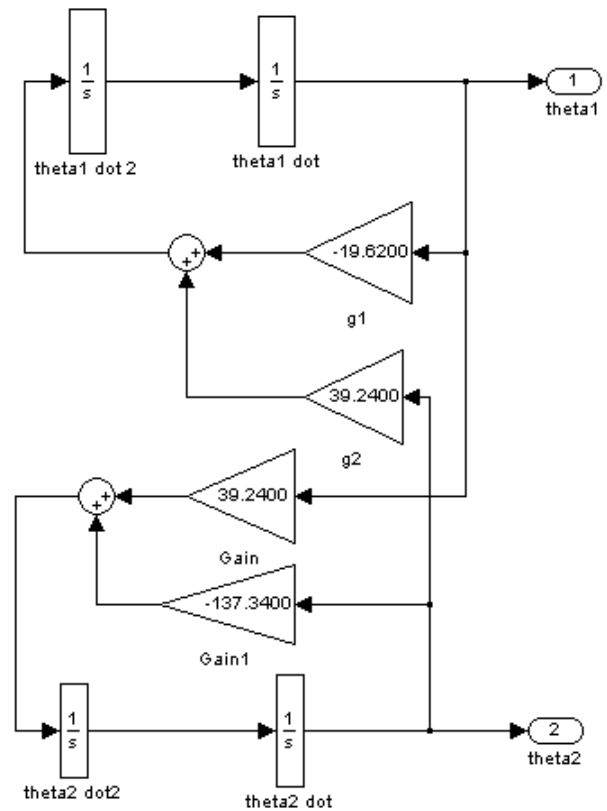 1
s
theta1 dot 2
1
s
theta1 dot
1
theta1
-19.6200
g1
+
+
39.2400
g2
39.2400
Gain
+
+
-137.3400
Gain1
1
s
theta2 dot2
1
s
theta2 dot
2
theta2